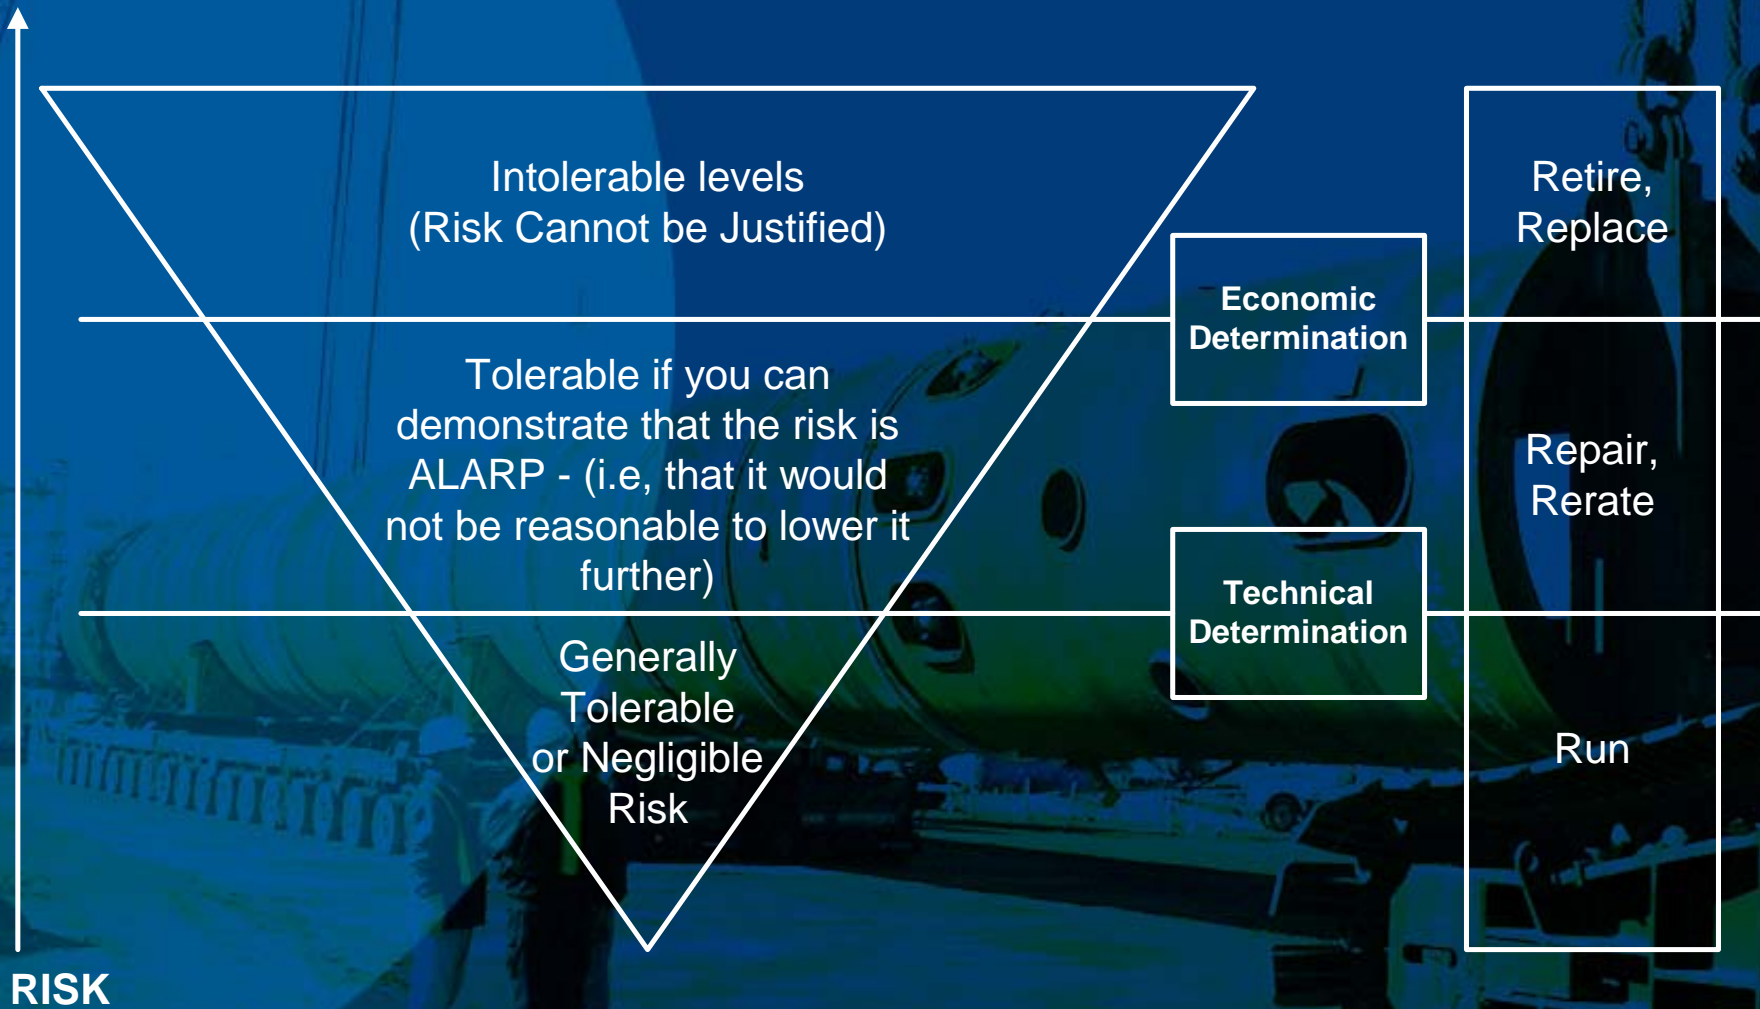 Intolerable levels
(Risk Cannot be Justified)
Retire,
Replace
Economic
Determination
Tolerable if you can
demonstrate that the risk is
ALARP - (i.e, that it would
not be reasonable to lower it
further)
Repair,
Rerate
Technical
Determination
Generally
Tolerable
or Negligible
Risk
Run
RISK